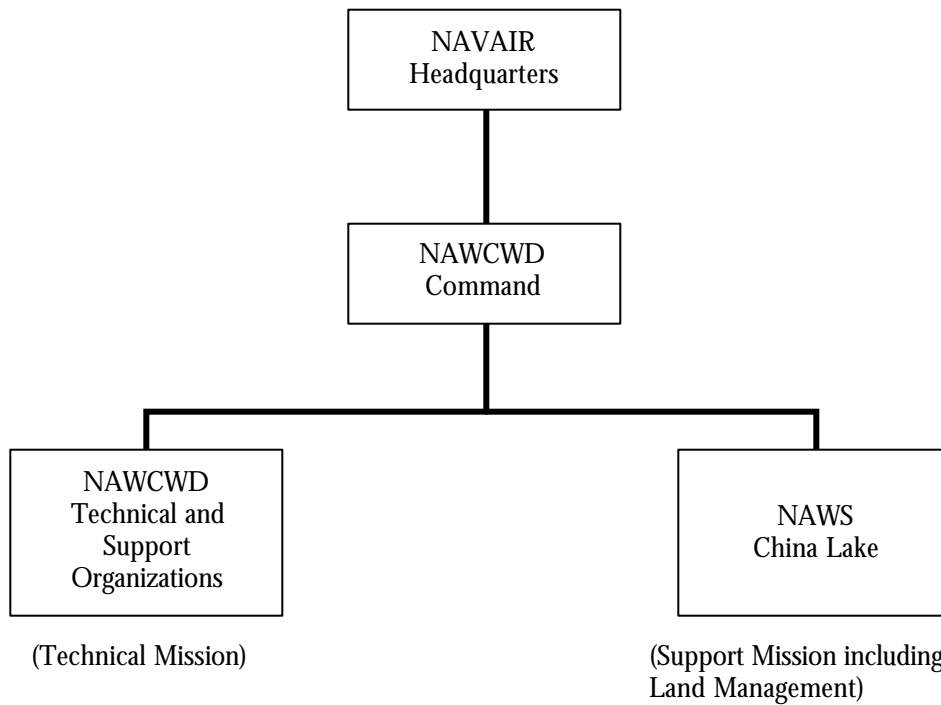 NAVAIR
Headquarters
NAWCWD
Command
NAWCWD
Technical and
Support
Organizations
NAWS
China Lake
(Technical Mission)
(Support Mission including
Land Management)